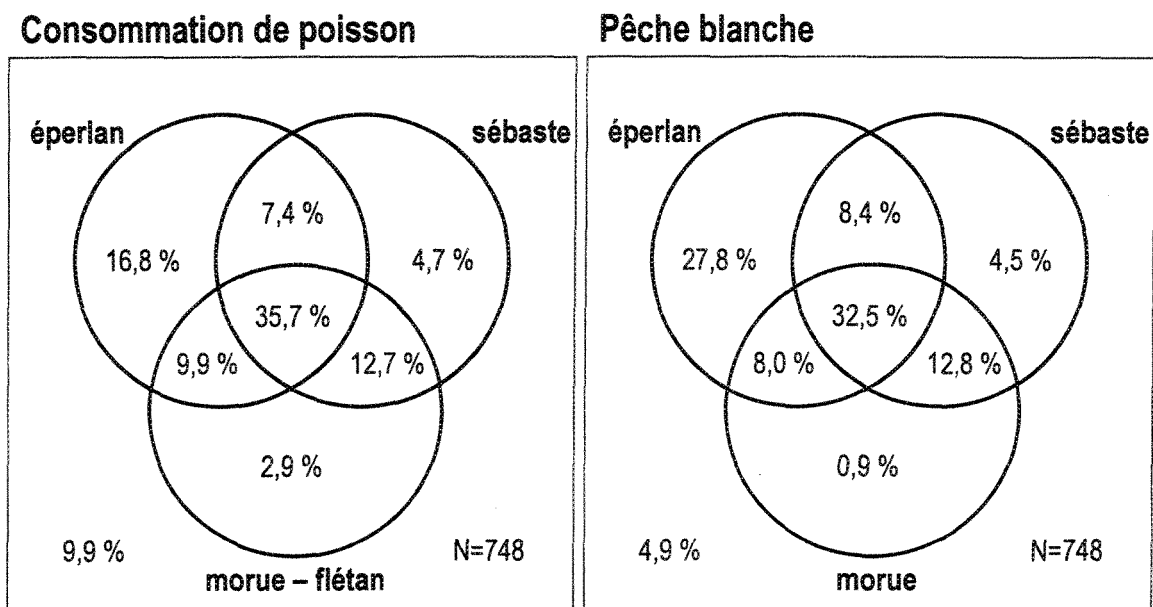 Consommation de poisson
éperlan
sébaste
7,4 %
16,8 %
4,7 %
35,7 %
9,9 %
12,7 %
2,9 %
9,9 %
N=748
morue – flétan
Pêche blanche
éperlan
sébaste
8,4 %
27,8 %
4,5 %
32,5 %
8,0 %
12,8 %
0,9 %
4,9 %
N=748
morue